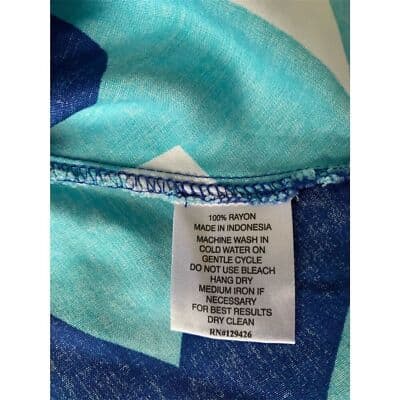 100% RAYON
MADE IN INDONESIA
MACHINE WASH IN
COLD WATER ON
GENTLE CYCLE
DO NOT USE BLEACH
HANG DRY
MEDIUM IRON IF
NECESSARY
FOR BEST RESULTS
DRY CLEAN
RN#129426